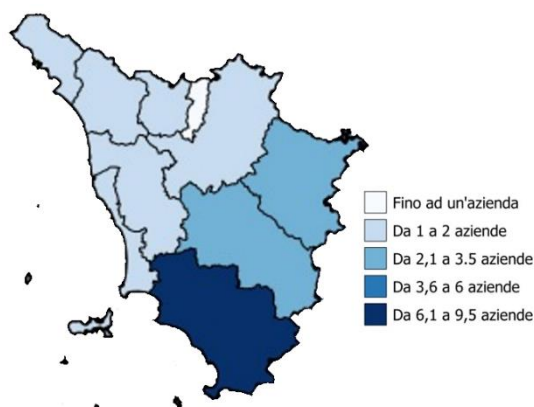 Fino ad un'azienda
Da 1 a 2 aziende
Da 2,1 a 3.5 aziende
Da 3,6 a 6 aziende
Da 6,1 a 9,5 aziende